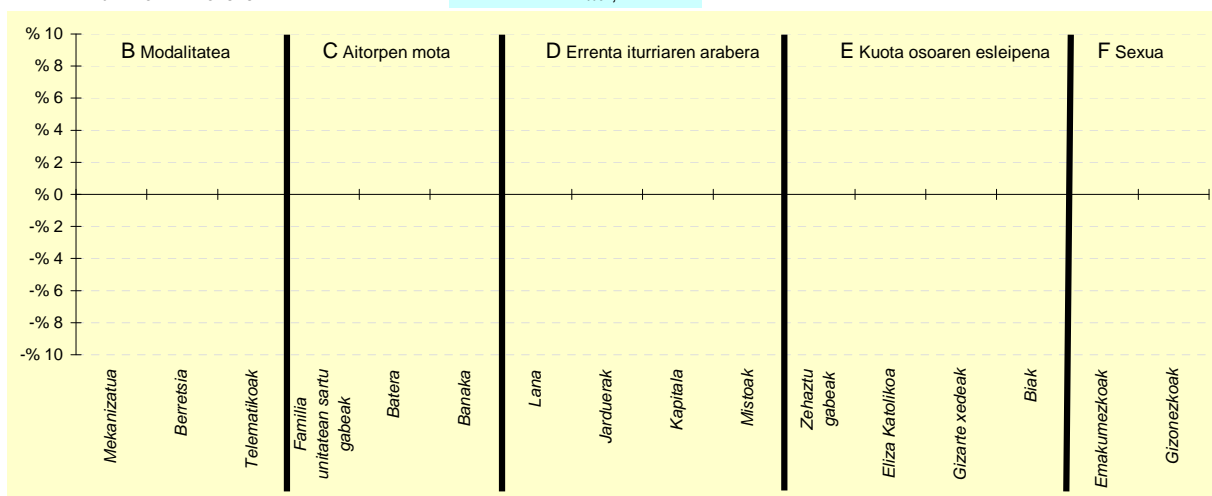 B Modalitatea
C Aitorpen mota
D Errenta iturriaren arabera
E Kuota osoaren esleipena
F Sexua
% 10
% 8
% 6
% 4
% 2
% 0
-% 2
-% 4
-% 6
-% 8
-% 10
Mekanizatua
Berretsia
Telematikoak
Familia
unitatean sartu
gabeak
Batera
Banaka
Lana
Jarduerak
Kapitala
Mistoak
Zehaztu
gabeak
Eliza Katolikoa
Gizarte xedeak
Biak
Emakumezkoak
Gizonezkoak